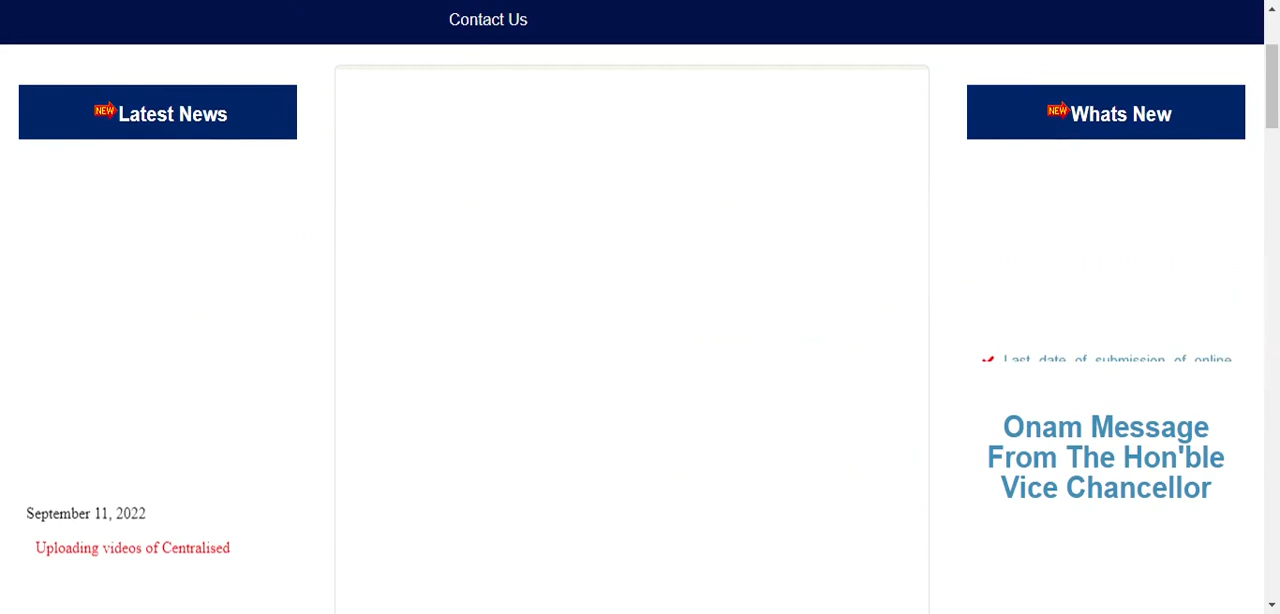 Contact Us
NEW Latest News
September 11, 2022
Uploading videos of Centralised
NEW Whats New
Last date of submission of online
Onam Message
From The Hon'ble
Vice Chancellor